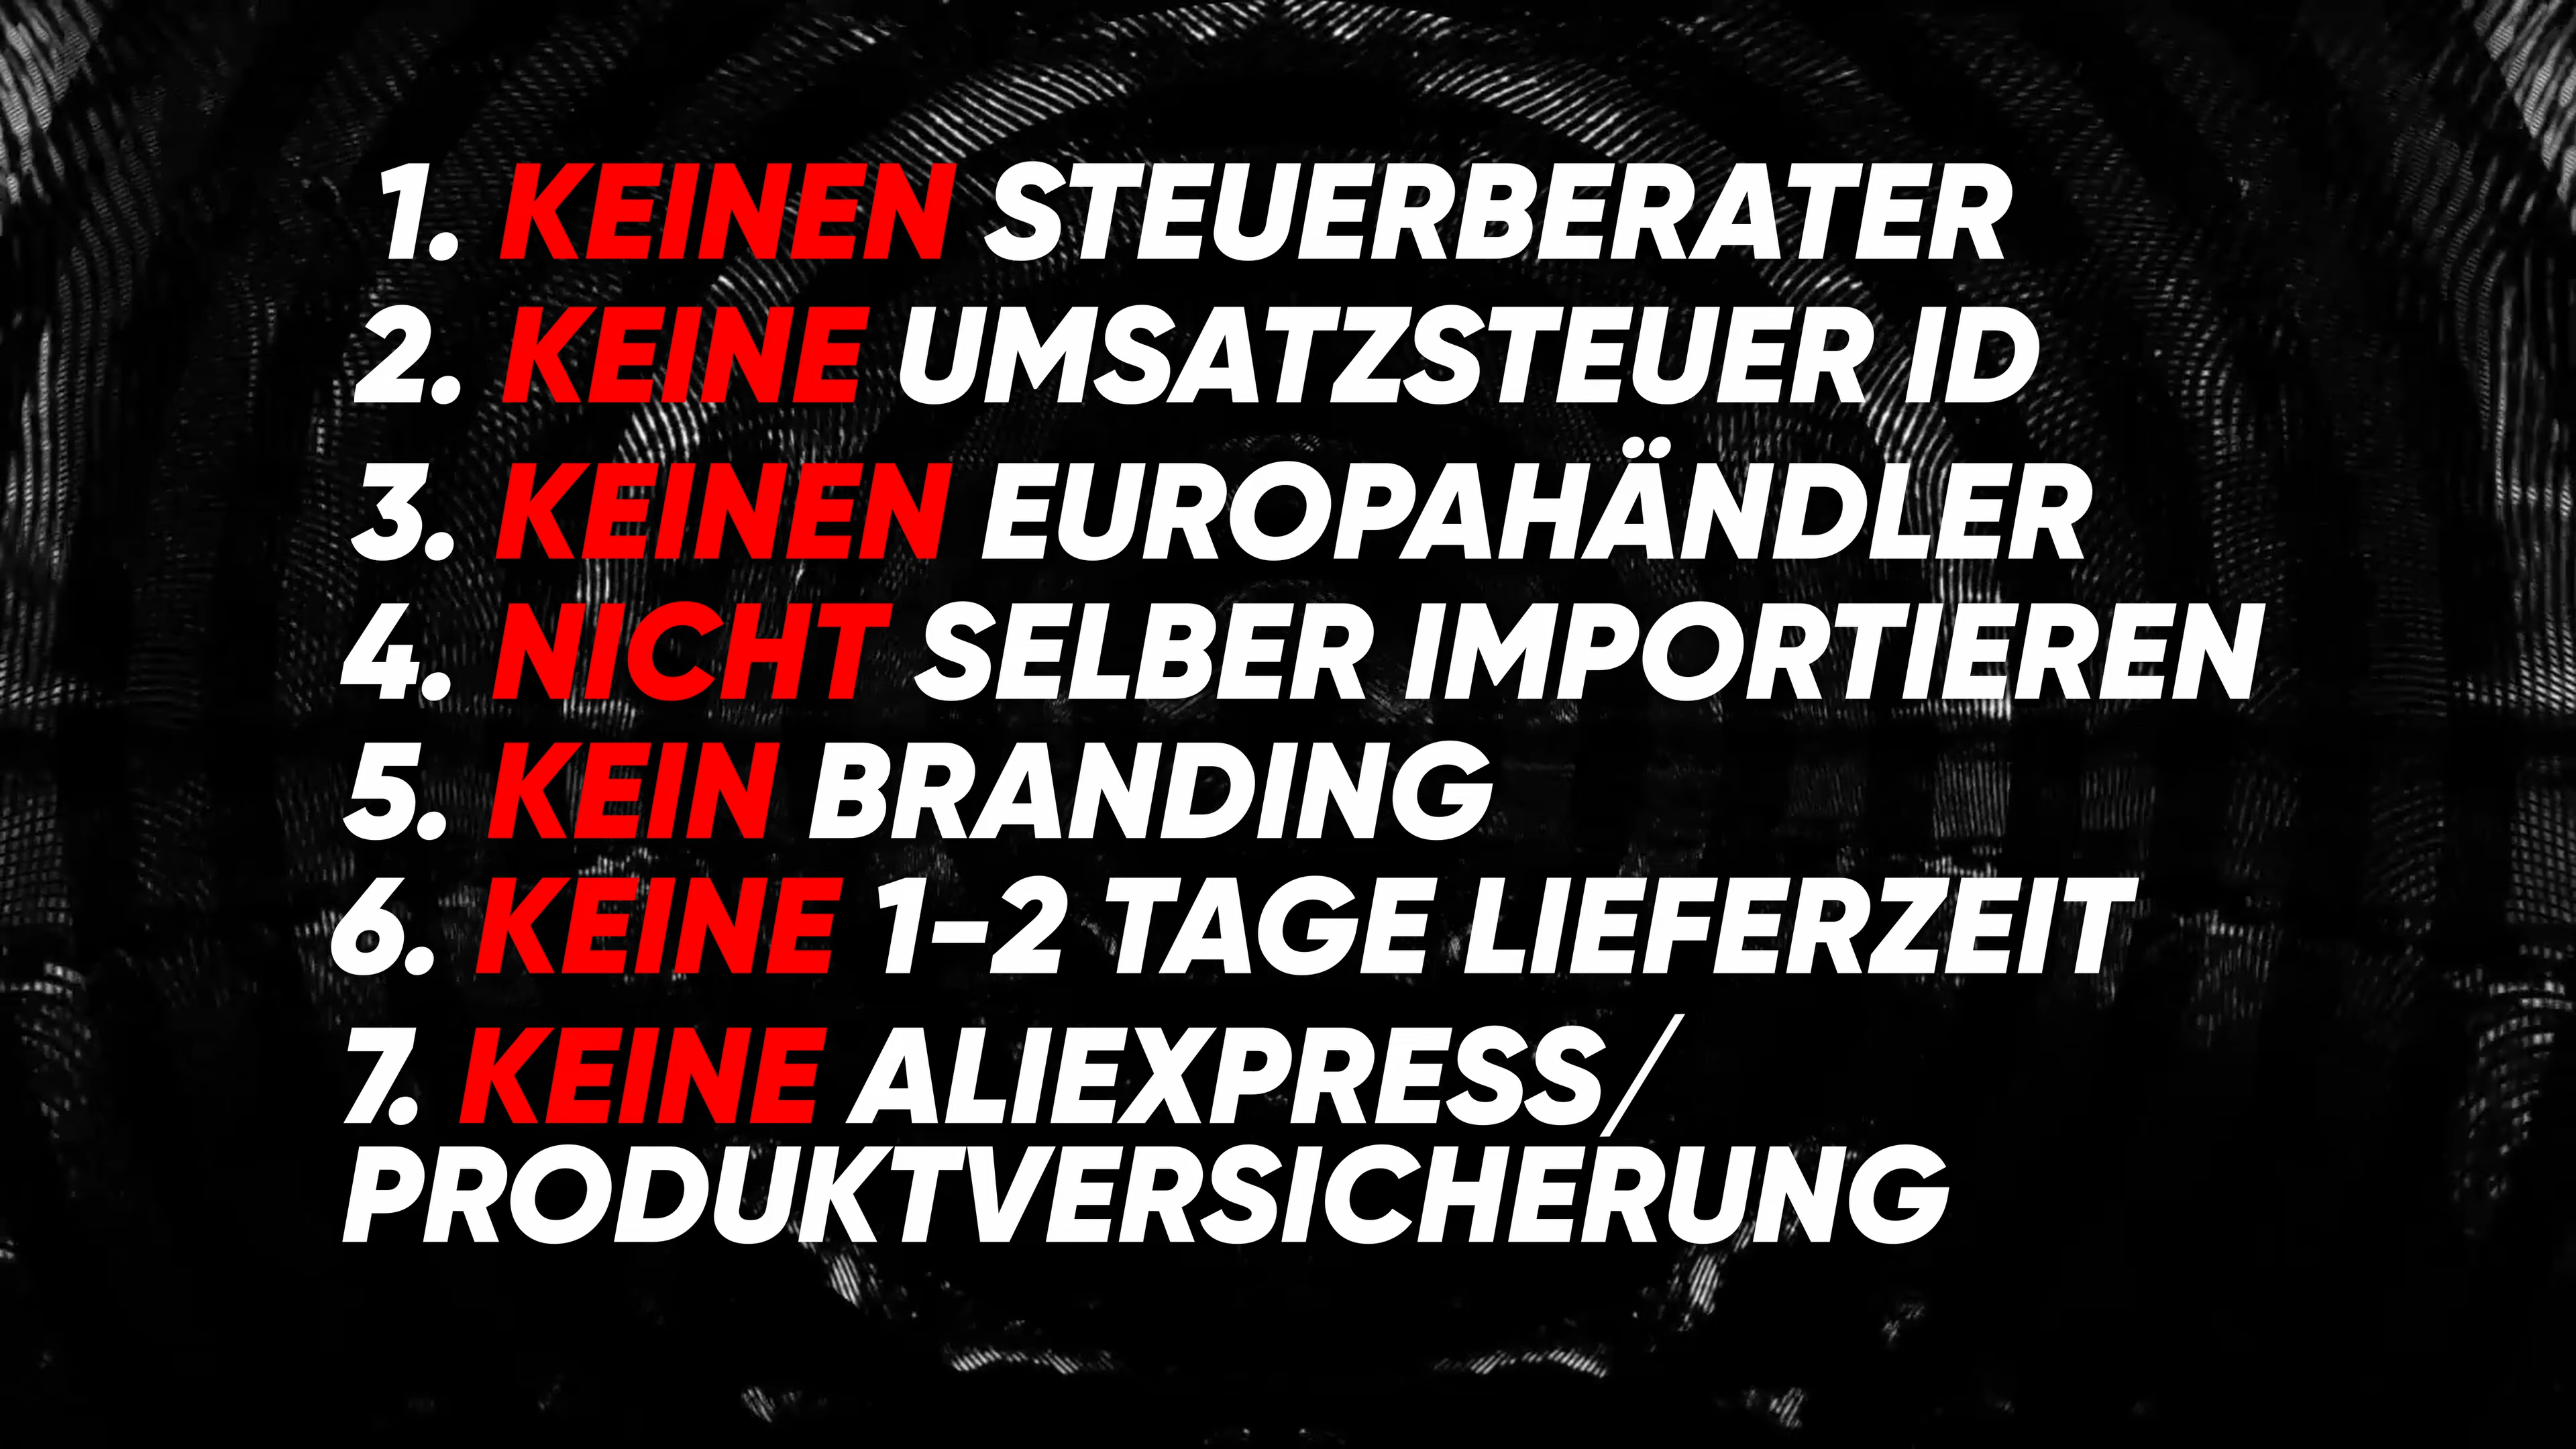 1. KEINEN STEUERBERATER
2. KEINE UMSATZSTEUER ID
3. KEINEN EUROPAHÄNDLER
4. NICHT SELBER IMPORTIEREN
5. KEIN BRANDING
6. KEINE 1-2 TAGE LIEFERZEIT
7. KEINE ALIEXPRESS/
PRODUKTVERSICHERUNG